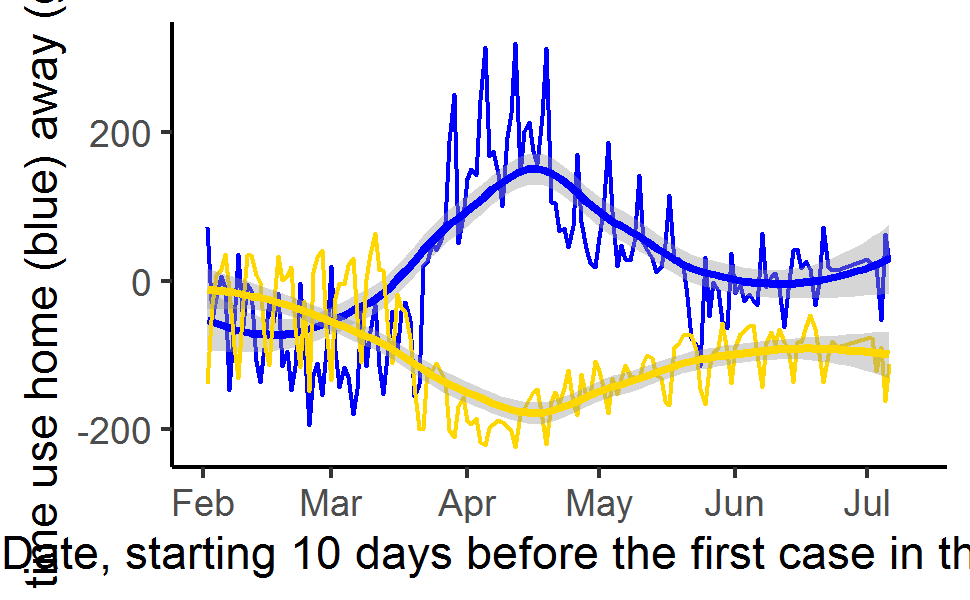 time use home (blue) away (
200
0
-200
Feb Mar Apr May Jun Jul
Date, starting 10 days before the first case in th